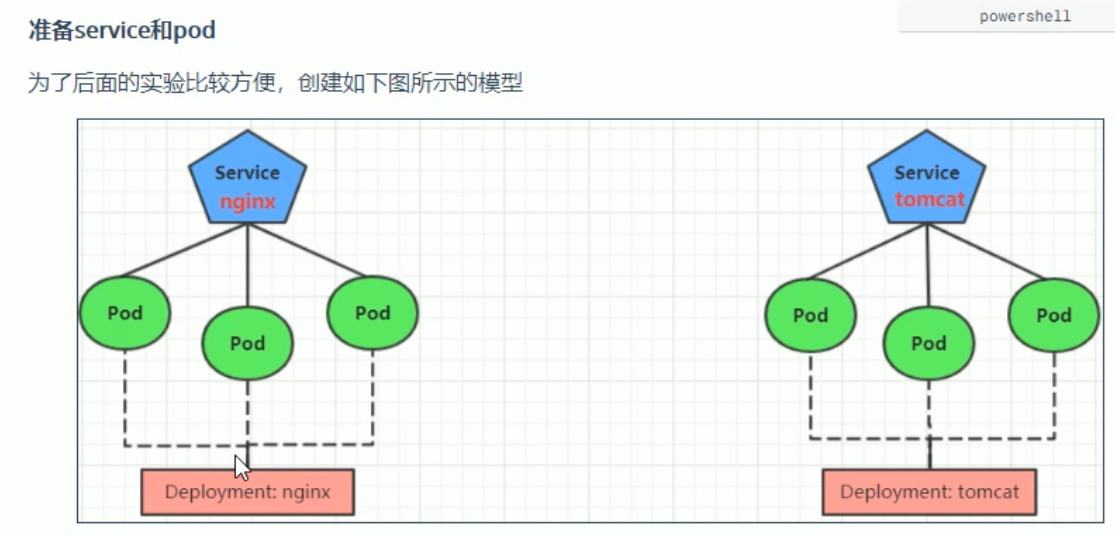 powershell
准备service和pod
为了后面的实验比较方便，创建如下图所示的模型
Service
nginx
Service
tomcat
Pod
Pod
Pod
Pod
Pod
Pod
Deployment: nginx
Deployment: tomcat